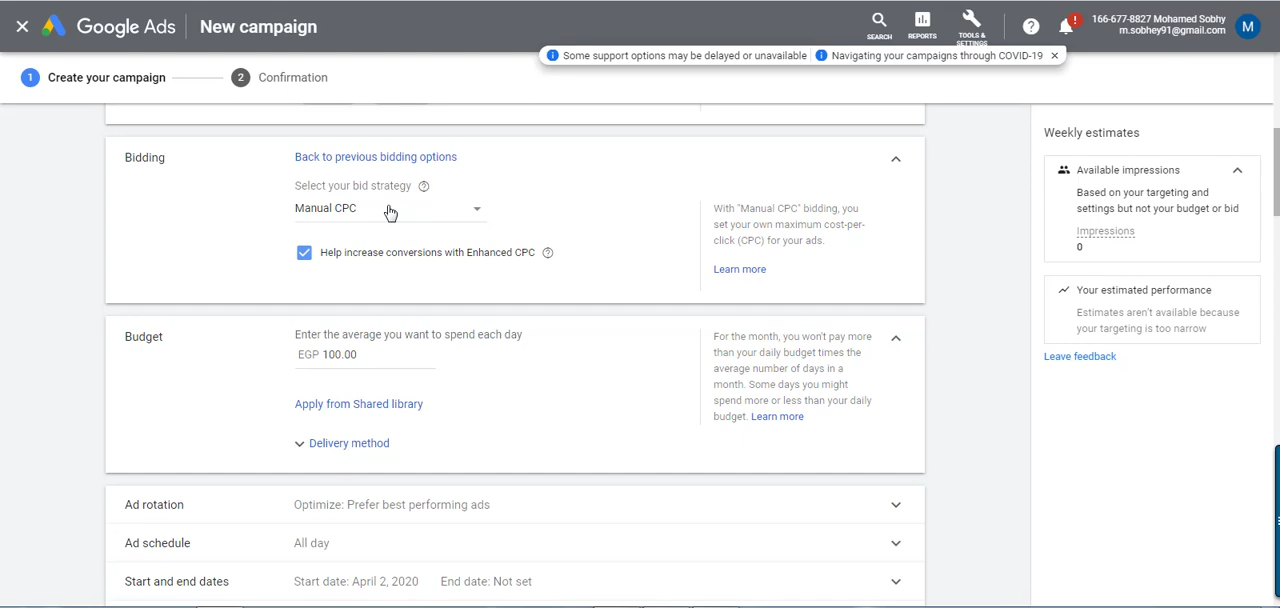 Google Ads
New campaign
SEARCH
REPORTS
TOOLS &
SETTINGS
?
!
166-677-8827 Mohamed Sobhy
m.sobhey91@gmail.com
M
Some support options may be delayed or unavailable
Navigating your campaigns through COVID-19
1 Create your campaign
2 Confirmation
Bidding
Back to previous bidding options
Select your bid strategy
Manual CPC
Help increase conversions with Enhanced CPC
With "Manual CPC" bidding, you
set your own maximum cost-per-
click (CPC) for your ads.
Learn more
Budget
Enter the average you want to spend each day
EGP 100.00
Apply from Shared library
Delivery method
For the month, you won't pay more
than your daily budget times the
average number of days in a
month. Some days you might
spend more or less than your daily
budget. Learn more
Ad rotation
Optimize: Prefer best performing ads
Ad schedule
All day
Start and end dates
Start date: April 2, 2020 End date: Not set
Weekly estimates
Available impressions
Based on your targeting and
settings but not your budget or bid
Impressions
0
Your estimated performance
Estimates aren't available because
your targeting is too narrow
Leave feedback